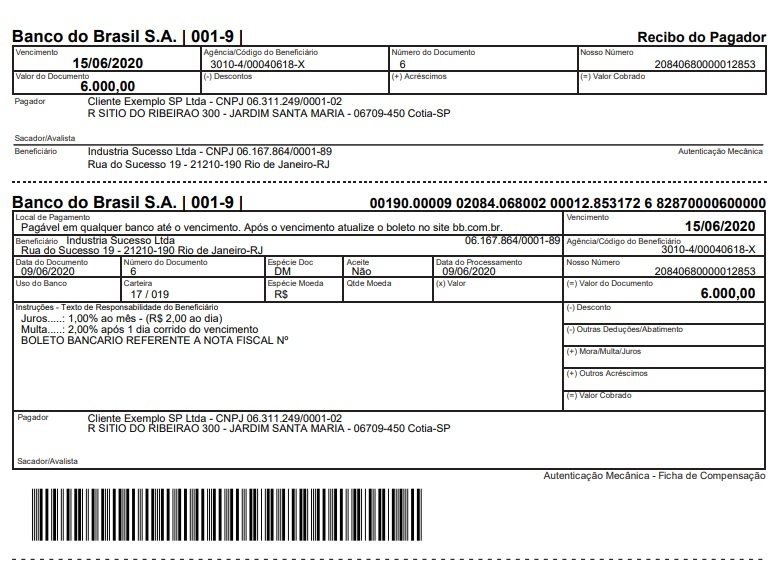 Banco do Brasil S.A. | 001-9 | Recibo do Pagador
Vencimento Agência/Código do Beneficiário Número do Documento Nosso Número
15/06/2020 3010-4/00040618-X 6 20840680000012853
Valor do Documento (-) Descontos (+) Acréscimos (=) Valor Cobrado
6.000,00
Pagador Cliente Exemplo SP Ltda - CNPJ 06.311.249/0001-02
R SITIO DO RIBEIRAO 300 - JARDIM SANTA MARIA - 06709-450 Cotia-SP
Sacador/Avalista
Beneficiário Industria Sucesso Ltda - CNPJ 06.167.864/0001-89 Autenticação Mecânica
Rua do Sucesso 19 - 21210-190 Rio de Janeiro-RJ
Banco do Brasil S.A. | 001-9 | 00190.00009 02084.068002 00012.853172 6 82870000600000
Local de Pagamento Vencimento
Pagável em qualquer banco até o vencimento. Após o vencimento atualize o boleto no site bb.com.br. 15/06/2020
Beneficiário Industria Sucesso Ltda 06.167.864/0001-89 Agência/Código do Beneficiário
Rua do Sucesso 19 - 21210-190 Rio de Janeiro-RJ 3010-4/00040618-X
Data do Documento Número do Documento Espécie Doc Aceite Data do Processamento Nosso Número
09/06/2020 6 DM Não 09/06/2020 20840680000012853
Uso do Banco Carteira Espécie Moeda Qtde Moeda (x) Valor (=) Valor do Documento
17 / 019 R$ 6.000,00
Instruções - Texto de Responsabilidade do Beneficiário (-) Desconto
Juros.....: 1,00% ao mês - (R$ 2,00 ao dia)
Multa.....: 2,00% após 1 dia corrido do vencimento (-) Outras Deduções/Abatimento
BOLETO BANCARIO REFERENTE A NOTA FISCAL Nº
(+) Mora/Multa/Juros
(+) Outros Acréscimos
(=) Valor Cobrado
Pagador Cliente Exemplo SP Ltda - CNPJ 06.311.249/0001-02
R SITIO DO RIBEIRAO 300 - JARDIM SANTA MARIA - 06709-450 Cotia-SP
Sacador/Avalista
Autenticação Mecânica - Ficha de Compensação